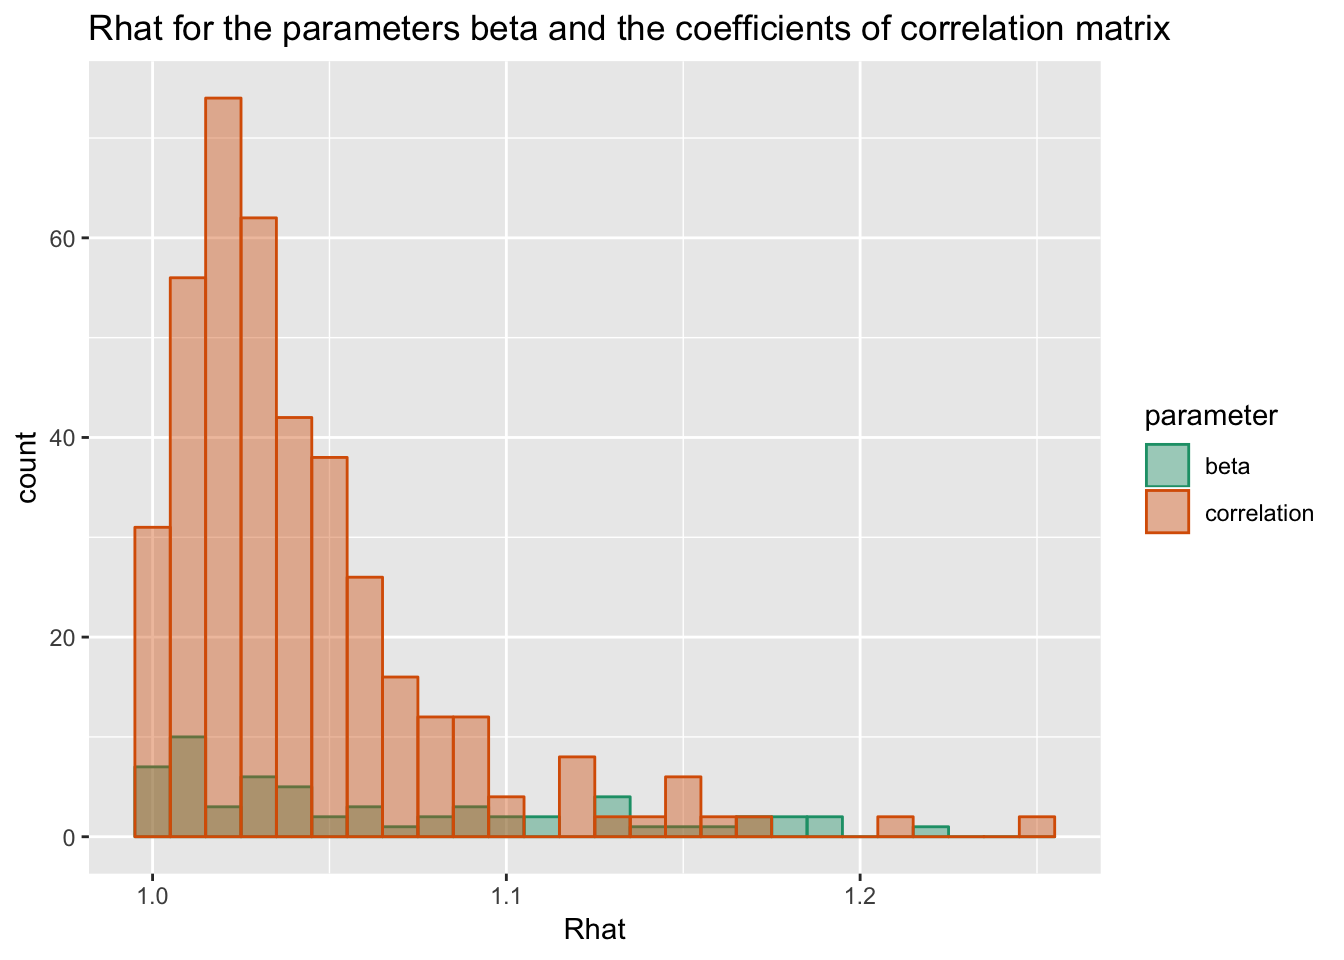 Rhat for the parameters beta and the coefficients of correlation matrix
60
40
20
0
count
1.0 1.1 1.2
Rhat
parameter
beta
correlation